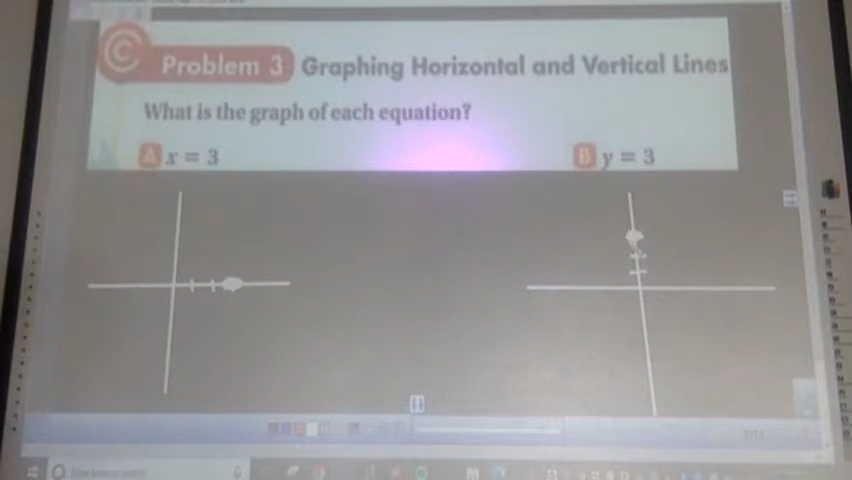 C Problem 3 Graphing Horizontal and Vertical Lines
What is the graph of each equation?
A x = 3
B y = 3